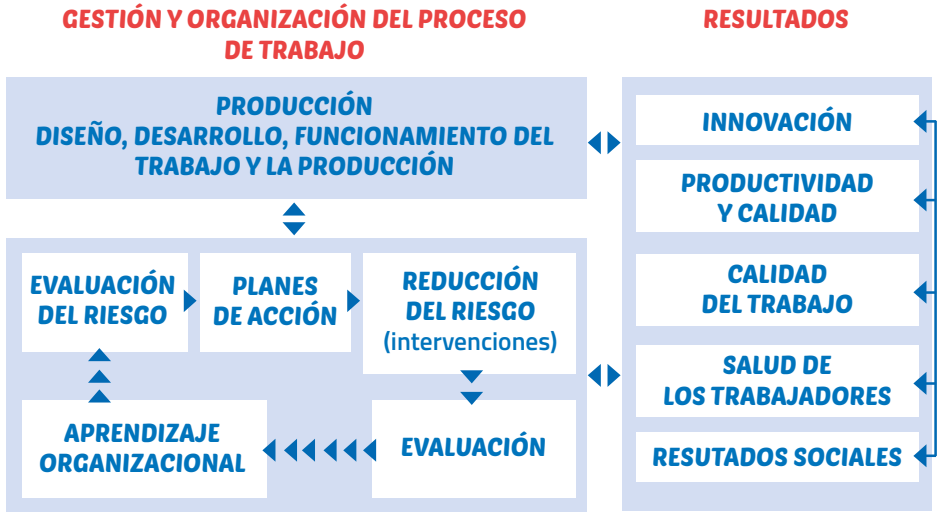 GESTIÓN Y ORGANIZACIÓN DEL PROCESO
DE TRABAJO
RESULTADOS
PRODUCCIÓN
DISEÑO, DESARROLLO, FUNCIONAMIENTO DEL
TRABAJO Y LA PRODUCCIÓN
EVALUACIÓN
DEL RIESGO
PLANES
DE ACCIÓN
REDUCCIÓN
DEL RIESGO
(intervenciones)
APRENDIZAJE
ORGANIZACIONAL
EVALUACIÓN
INNOVACIÓN
PRODUCTIVIDAD
Y CALIDAD
CALIDAD
DEL TRABAJO
SALUD DE
LOS TRABAJADORES
RESUTADOS SOCIALES